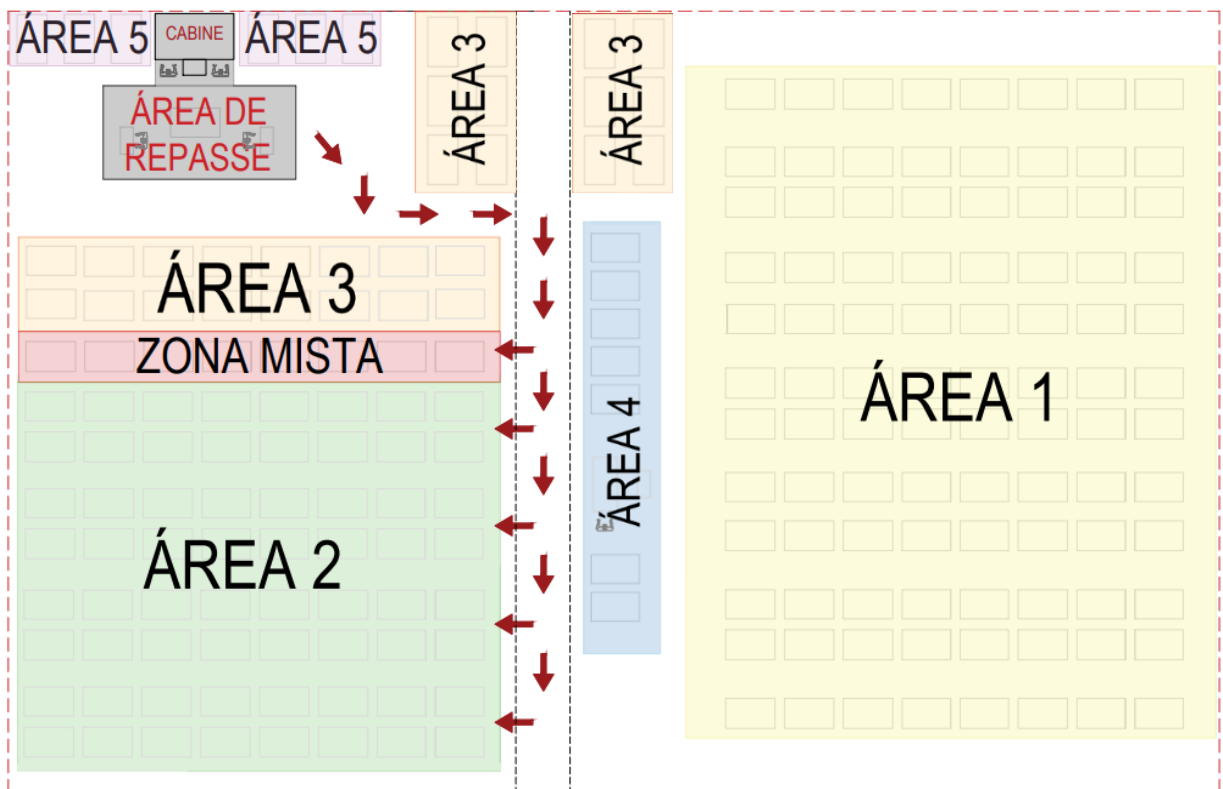 ÁREA 5
CABINE
ÁREA 5
ÁREA 3
ÁREA 3
ÁREA DE
REPASSE
ÁREA 3
ZONA MISTA
ÁREA 2
ÁREA 4
ÁREA 1